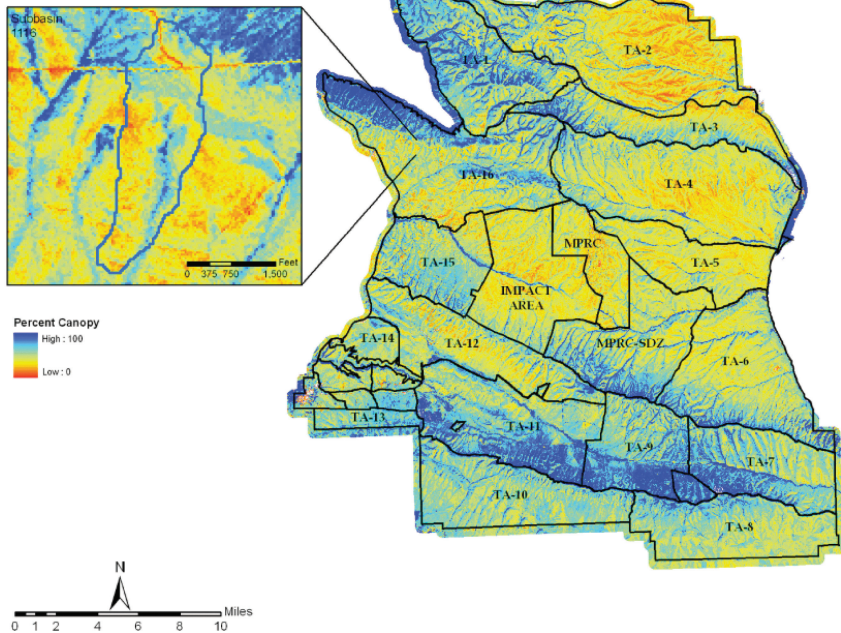 Subbasin
1116
Feet
0 375 750 1,500
Percent Canopy
High : 100
Low : 0
TA-1
TA-2
TA-3
TA-16
TA-4
MPRC
TA-5
TA-15
IMPACT
AREA
TA-14
TA-12
MPRC-SDZ
TA-6
TA-13
TA-11
TA-9
TA-7
TA-10
TA-8
N
Miles
0 1 2 4 6 8 10